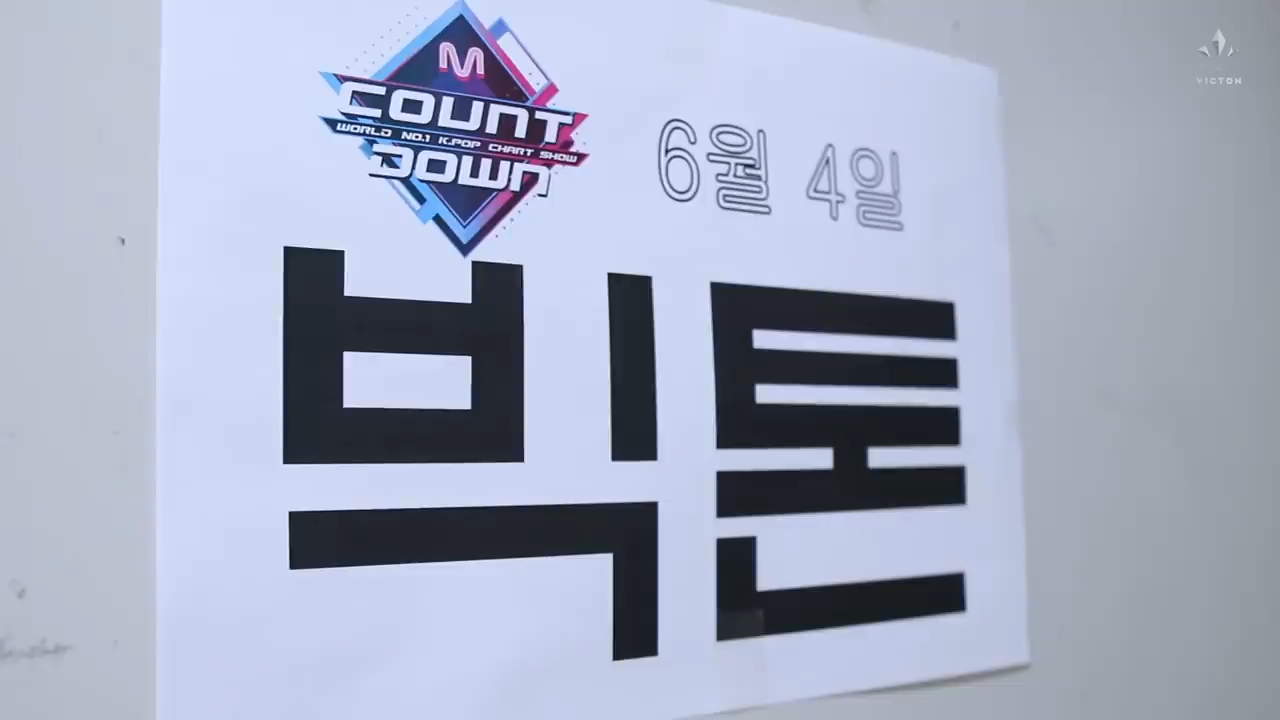 M
COUNT
WORLD NO.1 K.POP CHART SHOW
DOWN
6월 4일
빅톤
VICTON